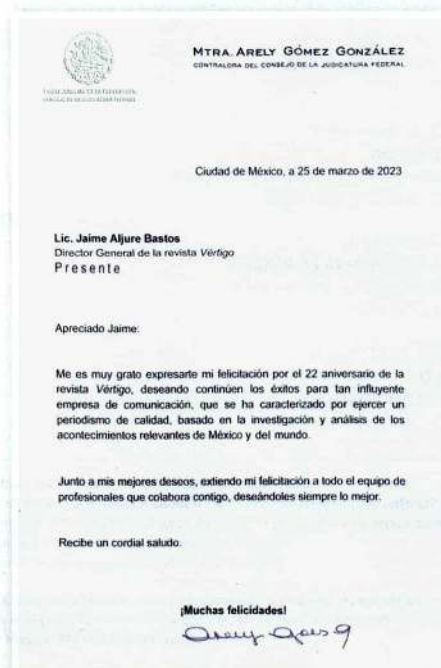 MTRA. ARELY GÓMEZ GONZÁLEZ
CONTRALORA DEL CONSEJO DE LA JUDICATURA FEDERAL
Ciudad de México, a 25 de marzo de 2023
Lic. Jaime Aljure Bastos
Director General de la revista Vértigo
Presente
Apreciado Jaime:
Me es muy grato expresarte mi felicitación por el 22 aniversario de la
revista Vértigo, deseando continúen los éxitos para tan influyente
empresa de comunicación, que se ha caracterizado por ejercer un
periodismo de calidad, basado en la investigación y análisis de los
acontecimientos relevantes de México y del mundo.
Junto a mis mejores deseos, extiendo mi felicitación a todo el equipo de
profesionales que colabora contigo, deseándoles siempre lo mejor.
Recibe un cordial saludo.
¡Muchas felicidades!